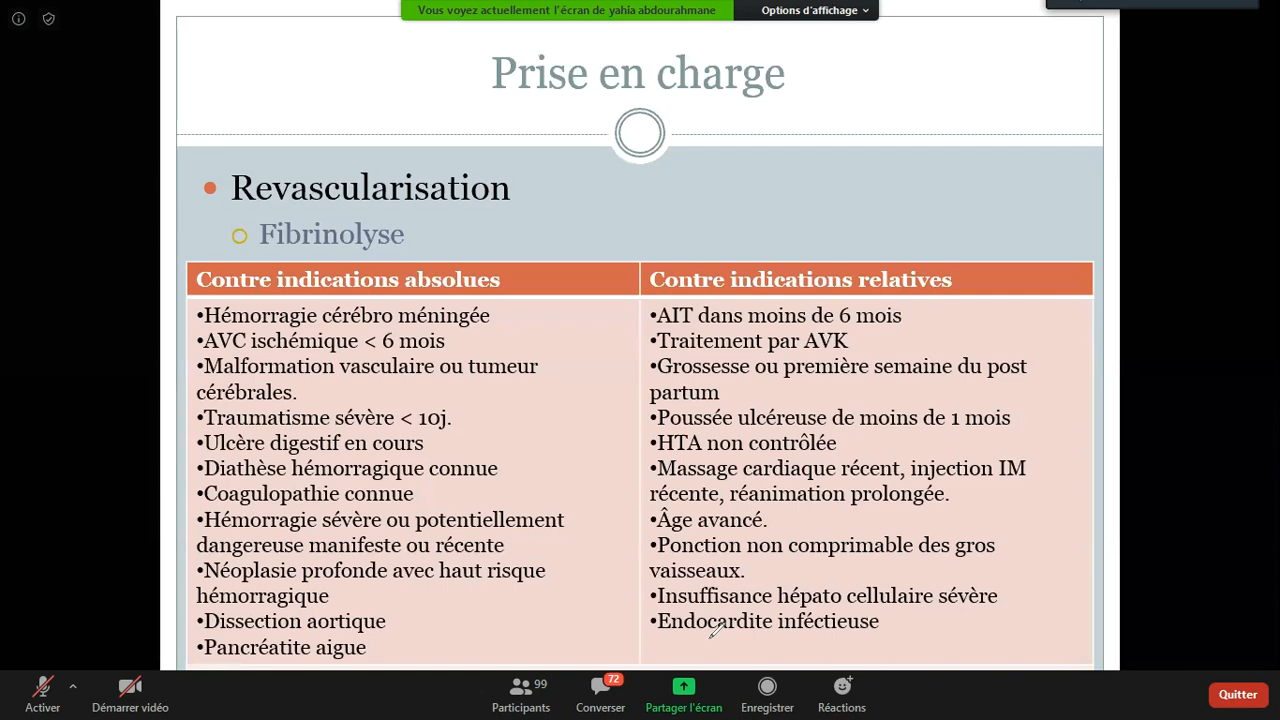 Vous voyez actuellement l'écran de yahia abdourahmane
Options d'affichage
Prise en charge
Revascularisation
Fibrinolyse
Contre indications absolues
•Hémorragie cérébro méningée
•AVC ischémique < 6 mois
•Malformation vasculaire ou tumeur
cérébrales.
•Traumatisme sévère < 10j.
•Ulcère digestif en cours
•Diathèse hémorragique connue
•Coagulopathie connue
•Hémorragie sévère ou potentiellement
dangereuse manifeste ou récente
•Néoplasie profonde avec haut risque
hémorragique
•Dissection aortique
•Pancréatite aigue
Contre indications relatives
•AIT dans moins de 6 mois
•Traitement par AVK
•Grossesse ou première semaine du post
partum
•Poussée ulcéreuse de moins de 1 mois
•HTA non contrôlée
•Massage cardiaque récent, injection IM
récente, réanimation prolongée.
•Âge avancé.
•Ponction non comprimable des gros
vaisseaux.
•Insuffisance hépato cellulaire sévère
•Endocardite inféctieuse
Activer
Démarrer vidéo
99
Participants
72
Converser
Partager l'écran
Enregistrer
Réactions
Quitter